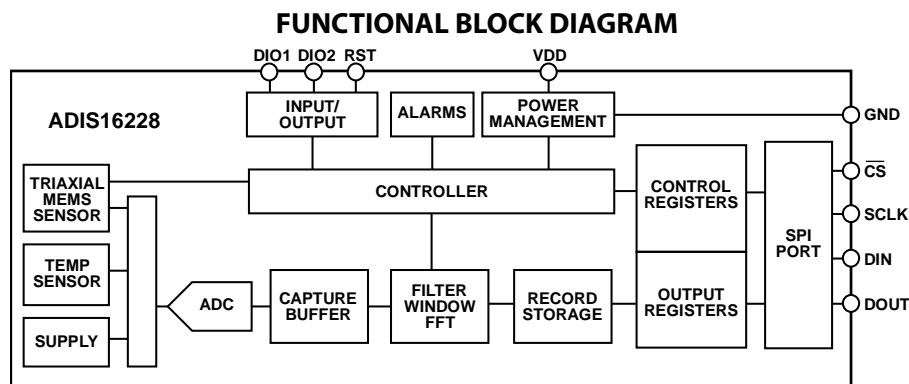 FUNCTIONAL BLOCK DIAGRAM
DIO1 DIO2 RST VDD
ADIS16228
INPUT/
OUTPUT
ALARMS
POWER
MANAGEMENT
GND
TRIAXIAL
MEMS
SENSOR
CONTROLLER
CONTROL
REGISTERS
SPI
PORT
CS
SCLK
DIN
DOUT
TEMP
SENSOR
SUPPLY
ADC
CAPTURE
BUFFER
FILTER
WINDOW
FFT
RECORD
STORAGE
OUTPUT
REGISTERS